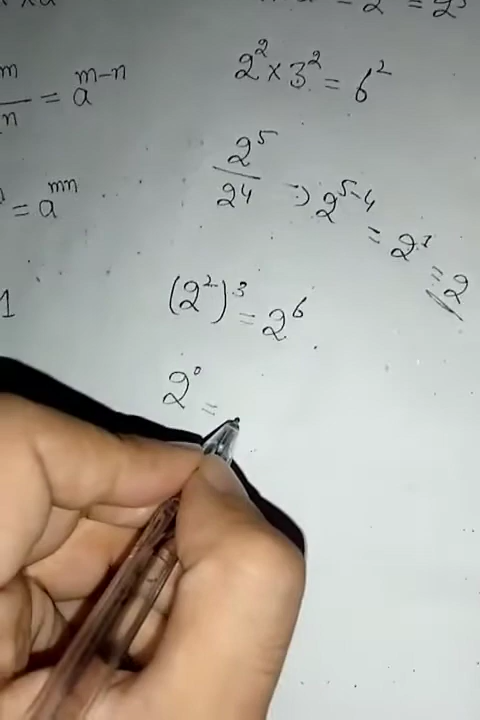 2² × 3² = 6²
m/n = a^(m-n)
2⁵/24 ⇒ 2^(5-4)
= 2¹
= 2
= a^(mn)
(2²)³ = 2⁶
1
2⁰ =